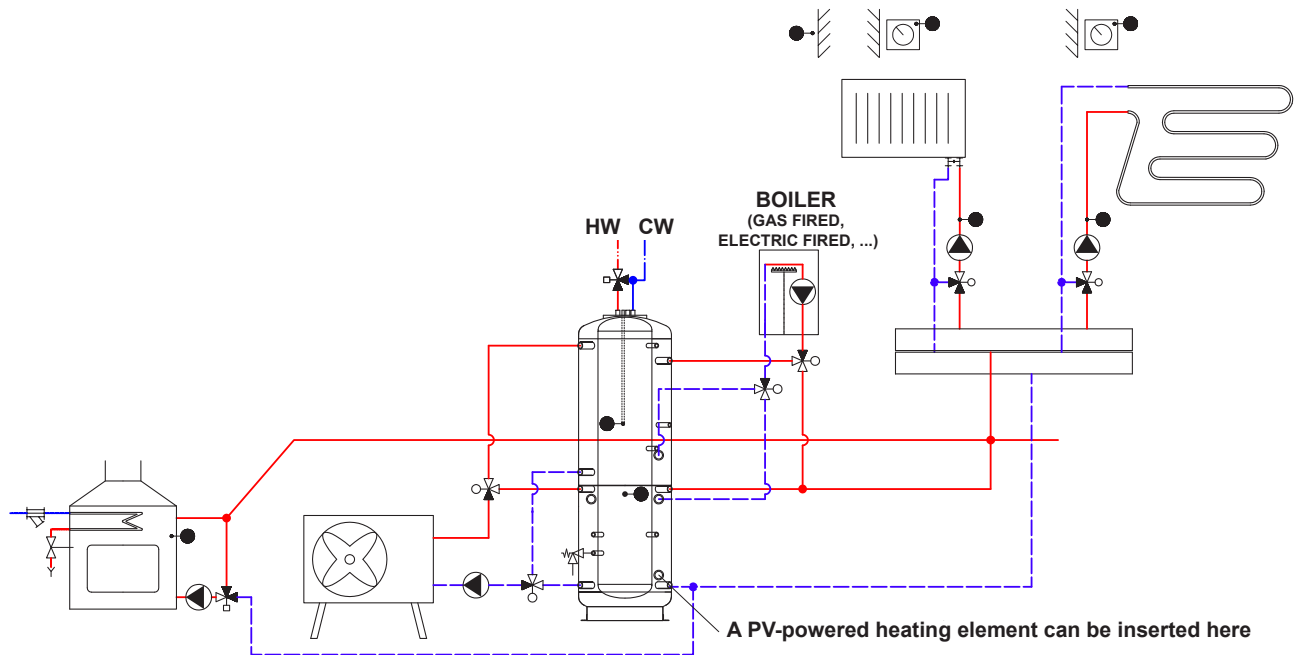 HW CW
BOILER
(GAS FIRED,
ELECTRIC FIRED, ...)
A PV-powered heating element can be inserted here